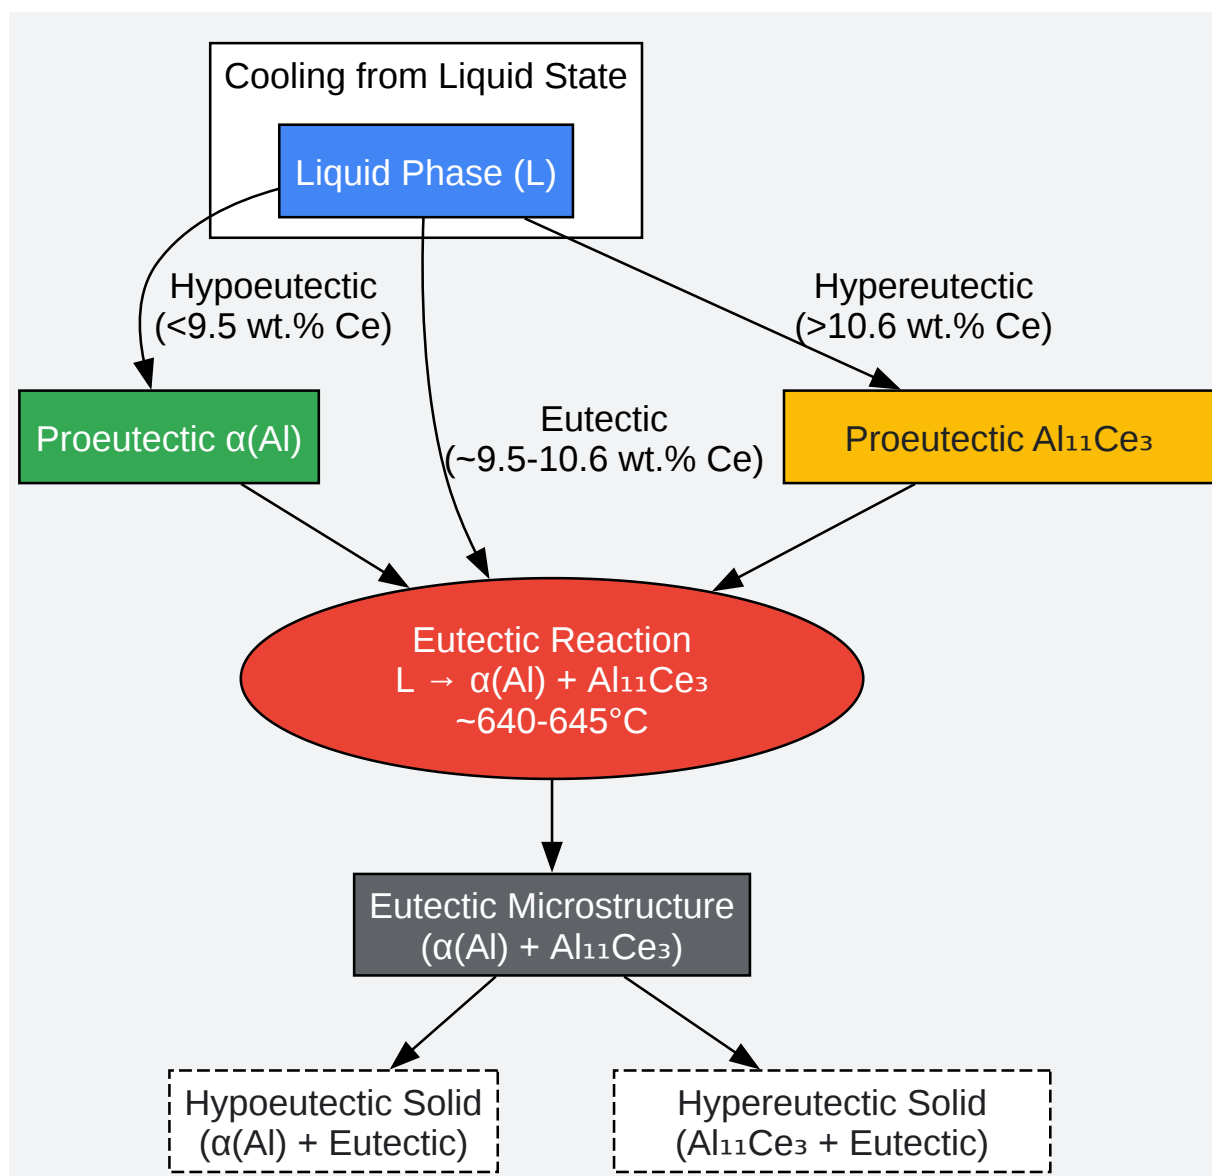 Cooling from Liquid State
Liquid Phase (L)
Hypoeutectic
(<9.5 wt.% Ce)
Hypereutectic
(>10.6 wt.% Ce)
Eutectic
(~9.5-10.6 wt.% Ce)
Proeutectic α(Al)
Proeutectic Al₁₁Ce₃
Eutectic Reaction
L → α(Al) + Al₁₁Ce₃
~640-645°C
Eutectic Microstructure
(α(Al) + Al₁₁Ce₃)
Hypoeutectic Solid
(α(Al) + Eutectic)
Hypereutectic Solid
(Al₁₁Ce₃ + Eutectic)